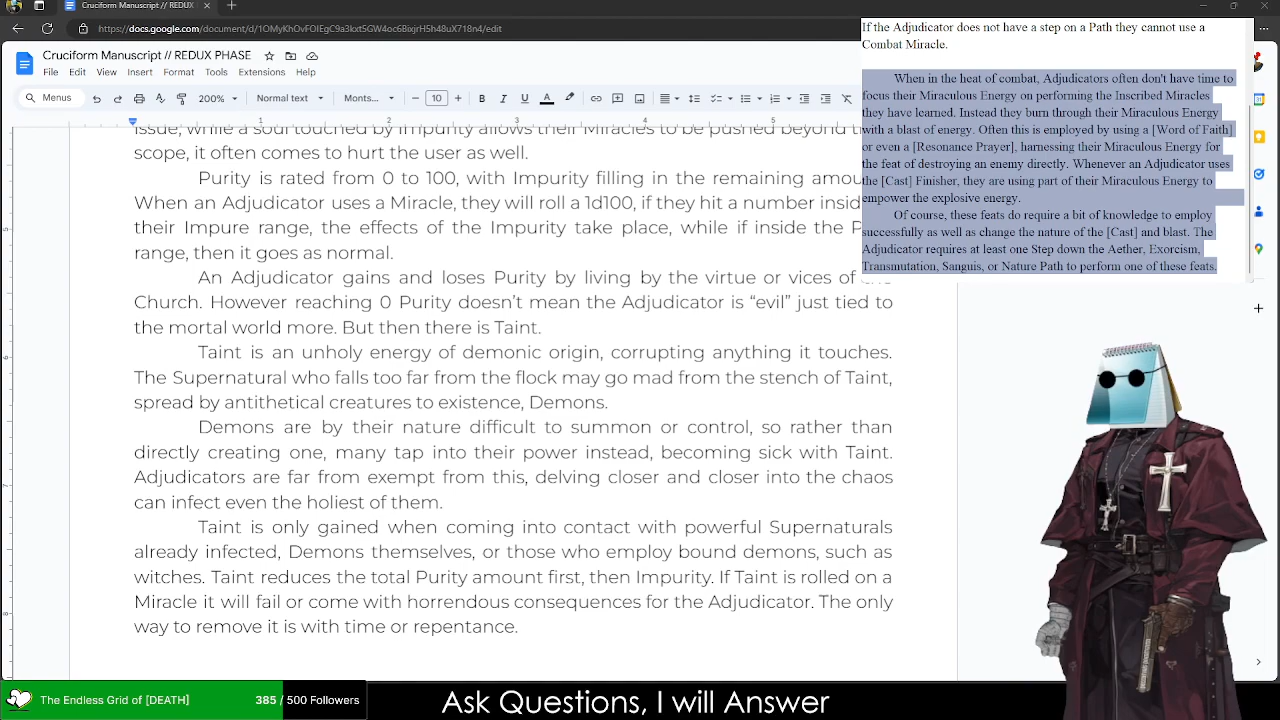 Cruciform Manuscript // REDUX
https://docs.google.com/document/d/1OMyKhOvFOIEgC9a3lxt5GW4oc6BixjrH5h48uX174n4/edit
Cruciform Manuscript // REDUX PHASE
File Edit View Insert Format Tools Extensions Help
Menus 200% Normal text Monts... 10 B I U A
1 2 3 4 5
scope, it often comes to hurt the user as well.
Purity is rated from 0 to 100, with Impurity filling in the remaining
When an Adjudicator uses a Miracle, they will roll a 1d100, if they hit a number
their Impure range, the effects of the Impurity take place, while if inside the
range, then it goes as normal.
An Adjudicator gains and loses Purity by living by the virtue or vices of
Church. However reaching 0 Purity doesn’t mean the Adjudicator is “evil” just tied to
the mortal world more. But then there is Taint.
Taint is an unholy energy of demonic origin, corrupting anything it touches.
The Supernatural who falls too far from the flock may go mad from the stench of Taint,
spread by antithetical creatures to existence, Demons.
Demons are by their nature difficult to summon or control, so rather than
directly creating one, many tap into their power instead, becoming sick with Taint.
Adjudicators are far from exempt from this, delving closer and closer into the chaos
can infect even the holiest of them.
Taint is only gained when coming into contact with powerful Supernaturals
already infected, Demons themselves, or those who employ bound demons, such as
witches. Taint reduces the total Purity amount first, then Impurity. If Taint is rolled on a
Miracle it will fail or come with horrendous consequences for the Adjudicator. The only
way to remove it is with time or repentance.
If the Adjudicator does not have a step on a Path they cannot use a
Combat Miracle.
When in the heat of combat, Adjudicators often don't have time to
focus their Miraculous Energy on performing the Inscribed Miracles
they have learned. Instead they burn through their Miraculous Energy
with a blast of energy. Often this is employed by using a [Word of Faith]
or even a [Resonance Prayer], harnessing their Miraculous Energy for
the feat of destroying an enemy directly. Whenever an Adjudicator uses
the [Cast] Finisher, they are using part of their Miraculous Energy to
empower the explosive energy.
Of course, these feats do require a bit of knowledge to employ
successfully as well as change the nature of the [Cast] and blast. The
Adjudicator requires at least one Step down the Aether, Exorcism,
Transmutation, Sanguis, or Nature Path to perform one of these feats.
The Endless Grid of [DEATH] 385 / 500 Followers
Ask Questions, I will Answer